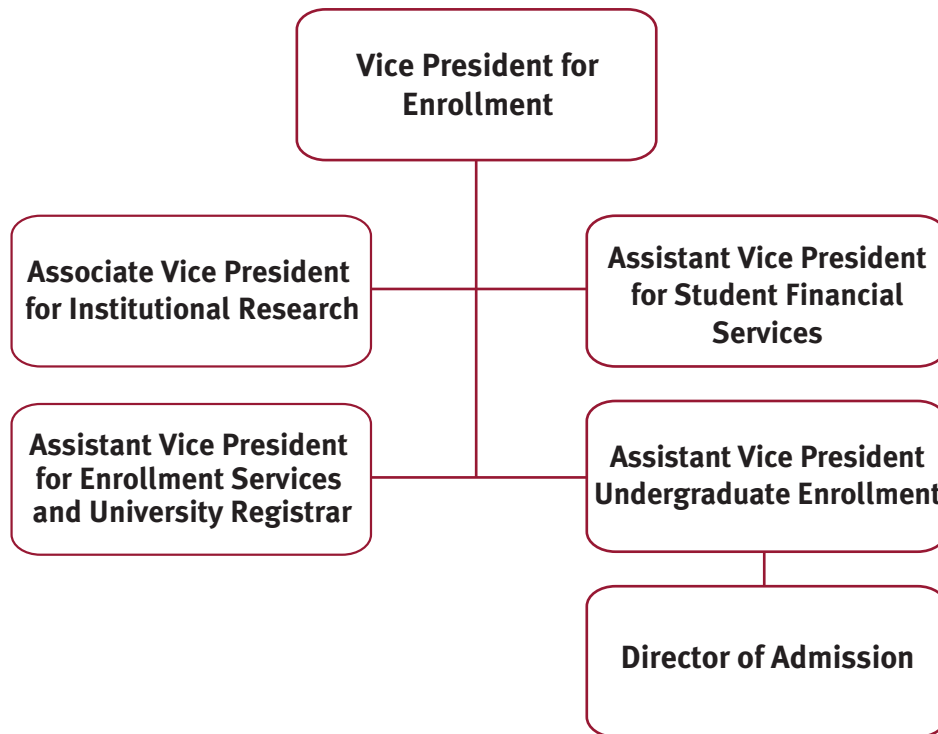 Vice President for
Enrollment
Associate Vice President
for Institutional Research
Assistant Vice President
for Student Financial
Services
Assistant Vice President
for Enrollment Services
and University Registrar
Assistant Vice President
Undergraduate Enrollment
Director of Admission